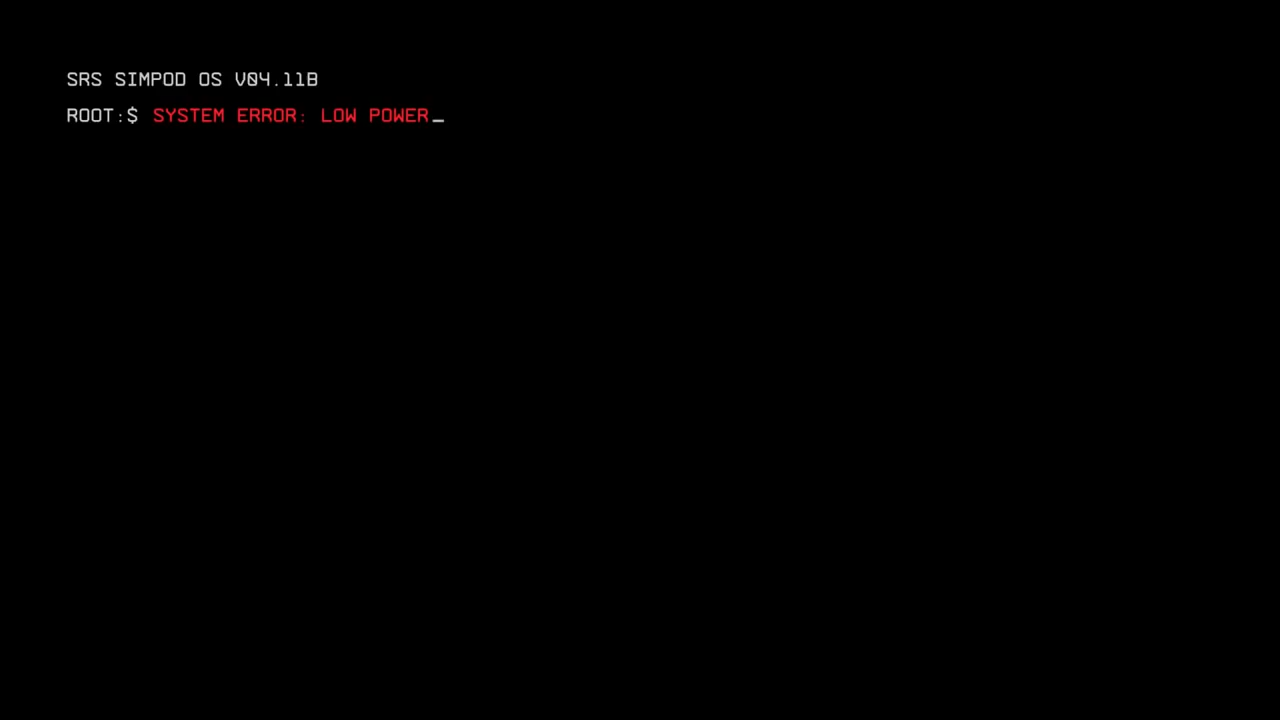 SRS SIMPOD OS V04.11B
ROOT:$ SYSTEM ERROR: LOW POWER_